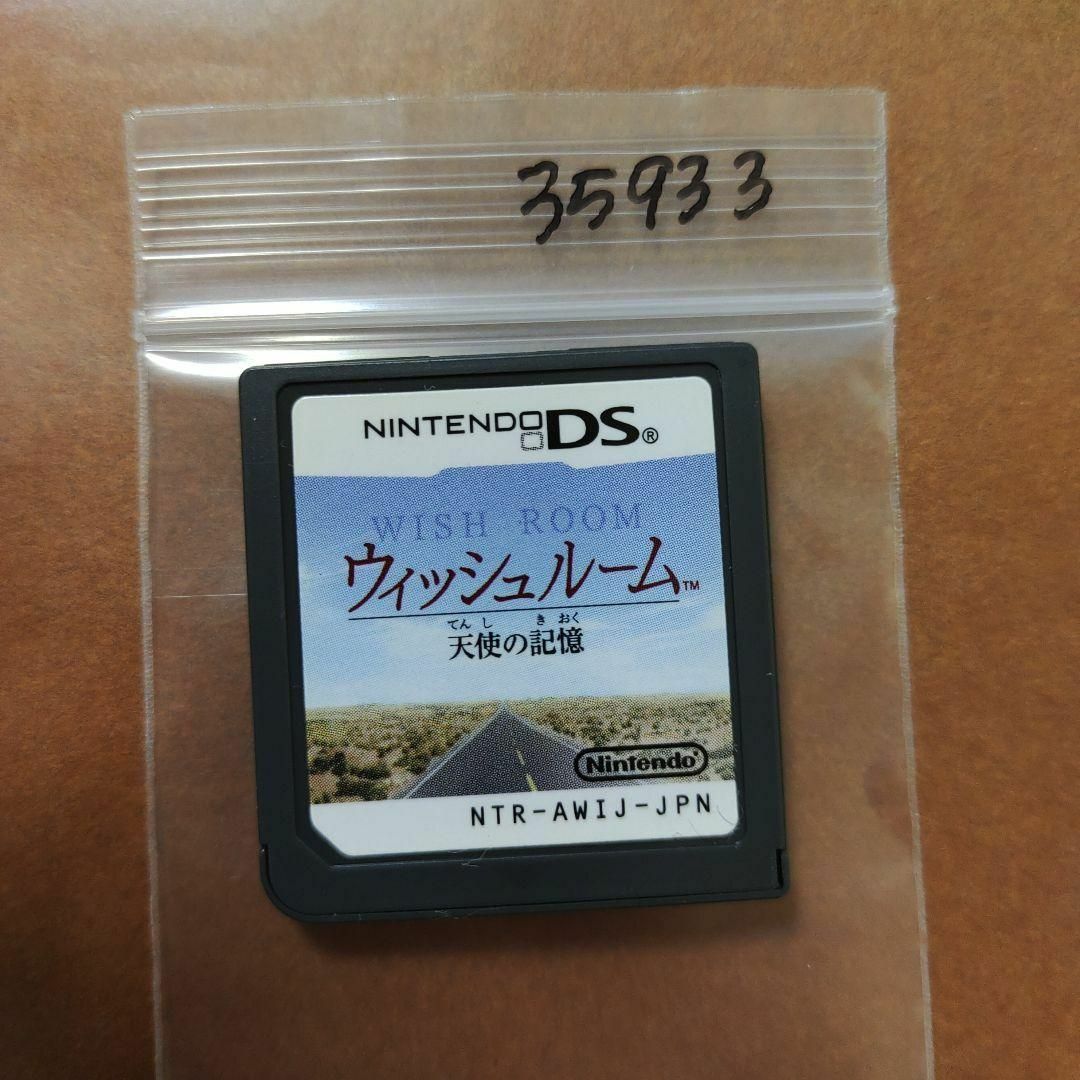 35933
NINTENDO DS®
WISH ROOM
ウィッシュルーム™
てんし きおく
天使の記憶
Nintendo®
NTR-AWIJ-JPN